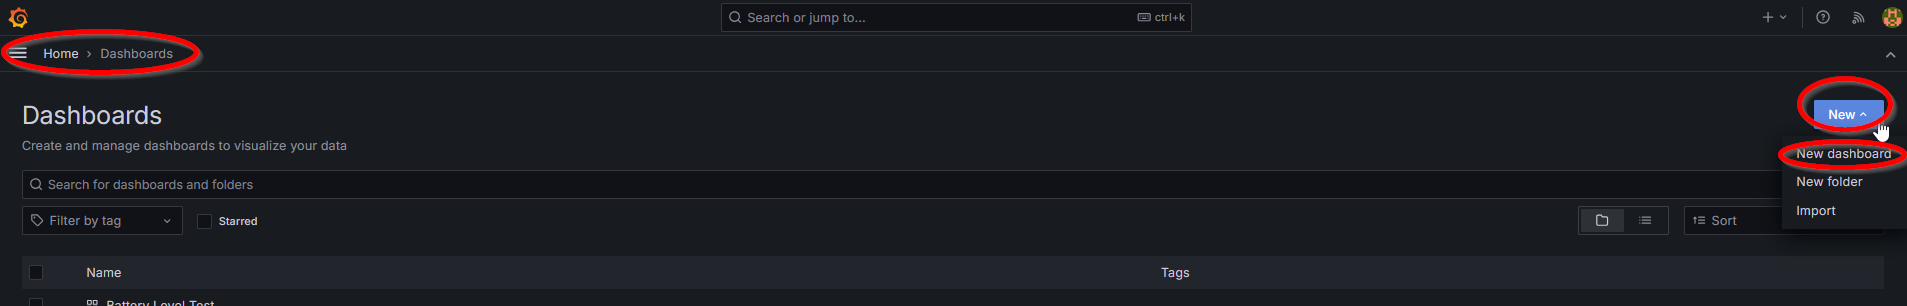 Search or jump to...
ctrl+k
Home
Dashboards
Dashboards
New
Create and manage dashboards to visualize your data
New dashboard
Search for dashboards and folders
New folder
Filter by tag
Starred
Sort
Import
Name
Tags
Battery Level Test